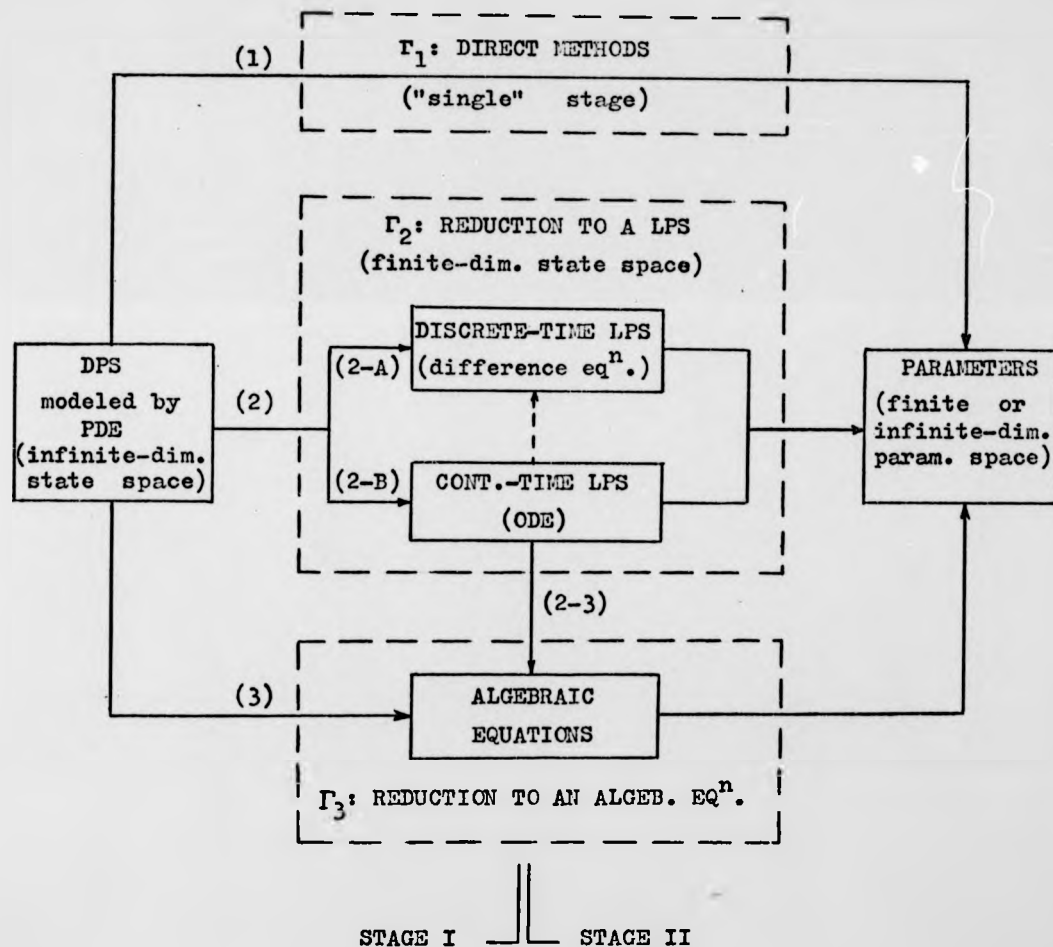 Γ1: DIRECT METHODS
(1)
("single" stage)
Γ2: REDUCTION TO A LPS
(finite-dim. state space)
DISCRETE-TIME LPS
(difference eqn.)
(2-A)
DPS
modeled by
PDE
(infinite-dim.
state space)
(2)
PARAMETERS
(finite or
infinite-dim.
param. space)
(2-B)
CONT.-TIME LPS
(ODE)
(2-3)
(3)
ALGEBRAIC
EQUATIONS
Γ3: REDUCTION TO AN ALGEB. EQn.
STAGE I
STAGE II